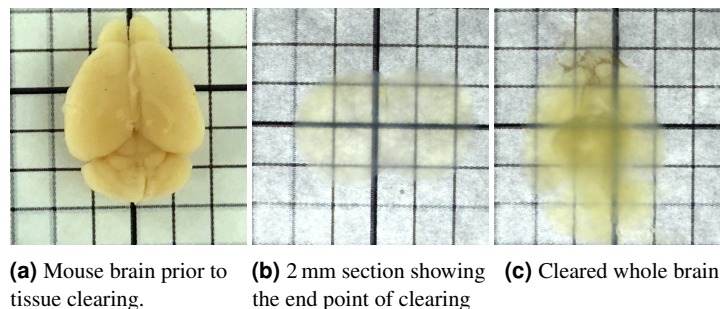 (a) Mouse brain prior to
tissue clearing.
(b) 2 mm section showing
the end point of clearing
(c) Cleared whole brain